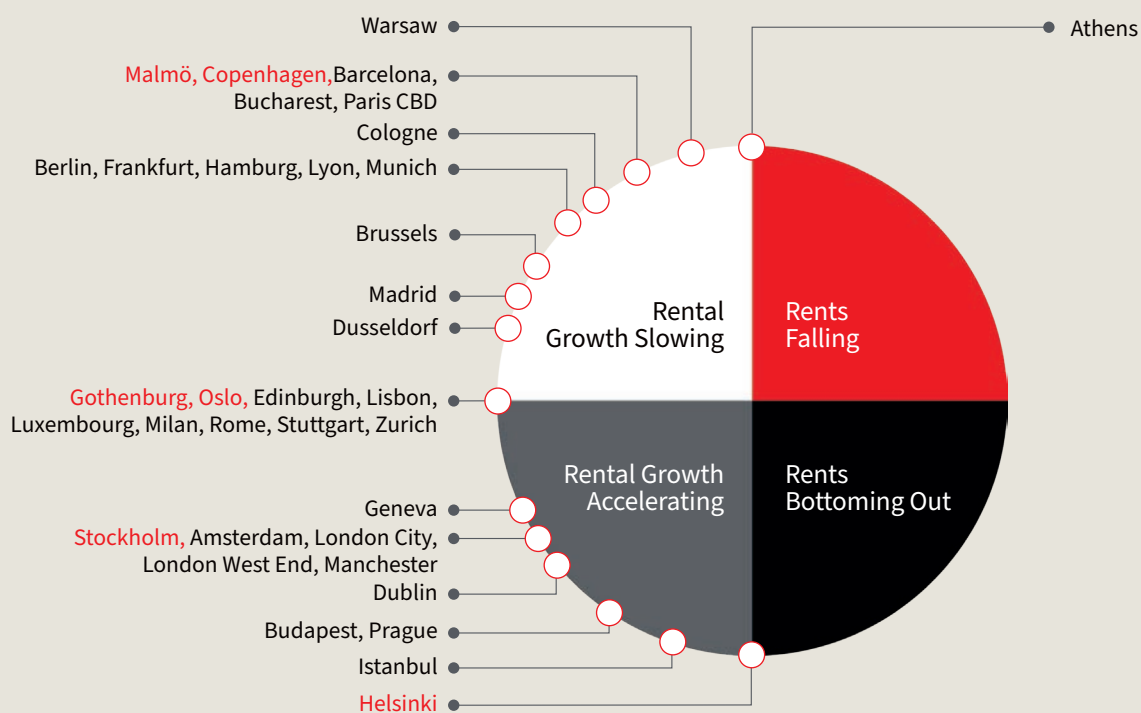 Warsaw
Athens
Malmö, Copenhagen,Barcelona,
Bucharest, Paris CBD
Cologne
Berlin, Frankfurt, Hamburg, Lyon, Munich
Brussels
Madrid
Dusseldorf
Rental
Growth Slowing
Rents
Falling
Gothenburg, Oslo, Edinburgh, Lisbon,
Luxembourg, Milan, Rome, Stuttgart, Zurich
Rental Growth
Accelerating
Rents
Bottoming Out
Geneva
Stockholm, Amsterdam, London City,
London West End, Manchester
Dublin
Budapest, Prague
Istanbul
Helsinki